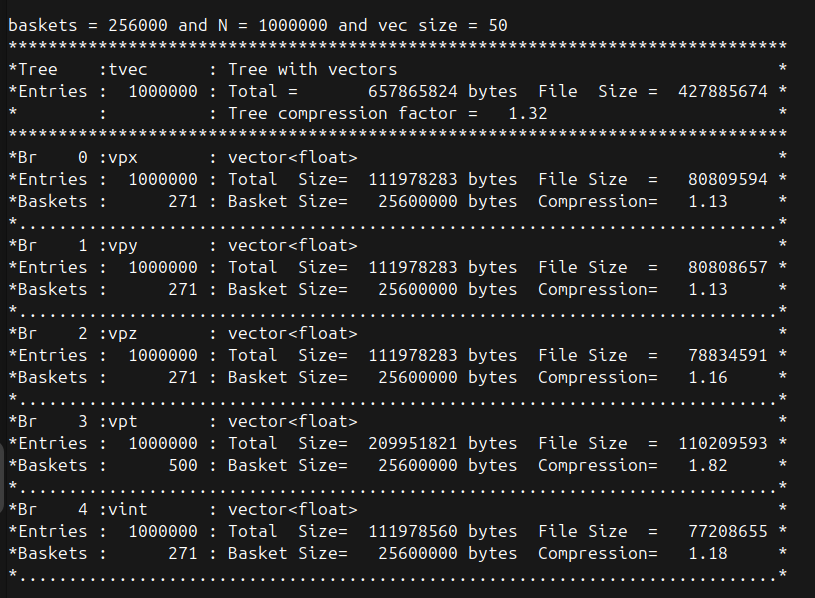 baskets = 256000 and N = 1000000 and vec size = 50
******************************************************************************
*Tree    :tvec      : Tree with vectors                                      *
*Entries :  1000000 : Total =       657865824 bytes  File  Size =  427885674 *
*        :          : Tree compression factor =   1.32                       *
******************************************************************************
*Br    0 :vpx       : vector<float>                                          *
*Entries :  1000000 : Total  Size=  111978283 bytes  File Size  =   80809594 *
*Baskets :      271 : Basket Size=   25600000 bytes  Compression=   1.13     *
*............................................................................*
*Br    1 :vpy       : vector<float>                                          *
*Entries :  1000000 : Total  Size=  111978283 bytes  File Size  =   80808657 *
*Baskets :      271 : Basket Size=   25600000 bytes  Compression=   1.13     *
*............................................................................*
*Br    2 :vpz       : vector<float>                                          *
*Entries :  1000000 : Total  Size=  111978283 bytes  File Size  =   78834591 *
*Baskets :      271 : Basket Size=   25600000 bytes  Compression=   1.16     *
*............................................................................*
*Br    3 :vpt       : vector<float>                                          *
*Entries :  1000000 : Total  Size=  209951821 bytes  File Size  =  110209593 *
*Baskets :      500 : Basket Size=   25600000 bytes  Compression=   1.82     *
*............................................................................*
*Br    4 :vint      : vector<float>                                          *
*Entries :  1000000 : Total  Size=  111978560 bytes  File Size  =   77208655 *
*Baskets :      271 : Basket Size=   25600000 bytes  Compression=   1.18     *
*............................................................................*